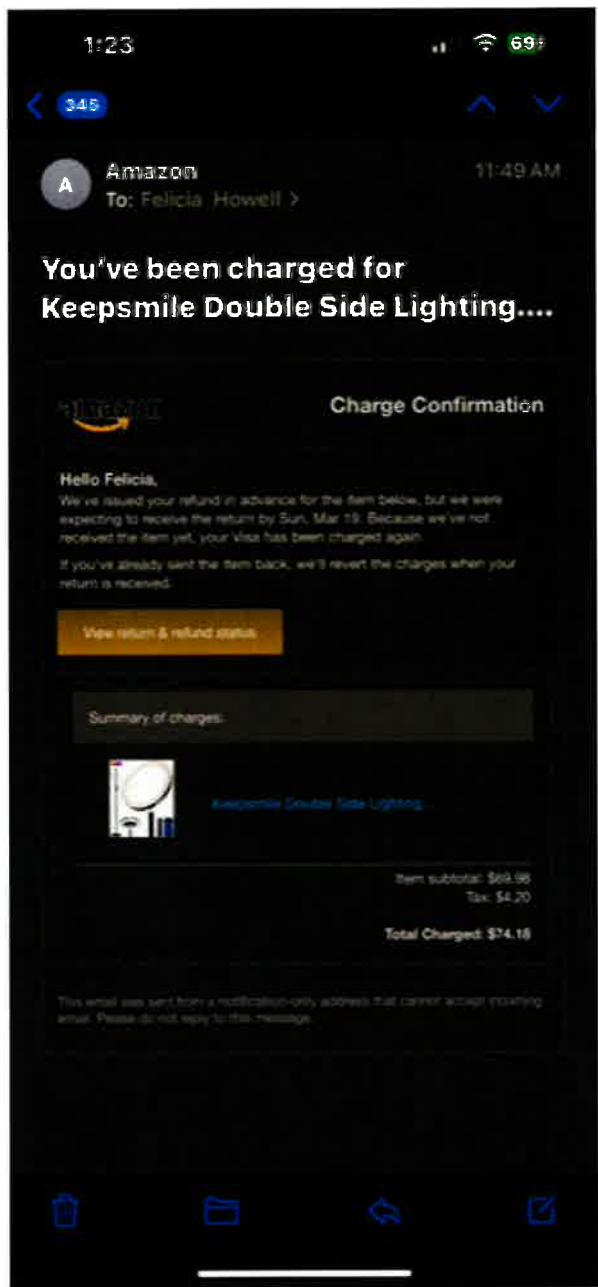 1:23
69
345
A
Amazon
11:49 AM
To: Felicia Howell >
You've been charged for
Keepsmile Double Side Lighting....
amazon
Charge Confirmation
Hello Felicia,
We've issued your refund in advance for the item below, but we were
expecting to receive the return by Sun, Mar 19. Because we've not
received the item yet, your Visa has been charged again.
If you've already sent the item back, we'll revert the charges when your
return is received.
View return & refund status
Summary of charges:
Keepsmile Double Side Lighting...
Item subtotal: $69.98
Tax: $4.20
Total Charged: $74.18
This email was sent from a notification-only address that cannot accept incoming
email. Please do not reply to this message.